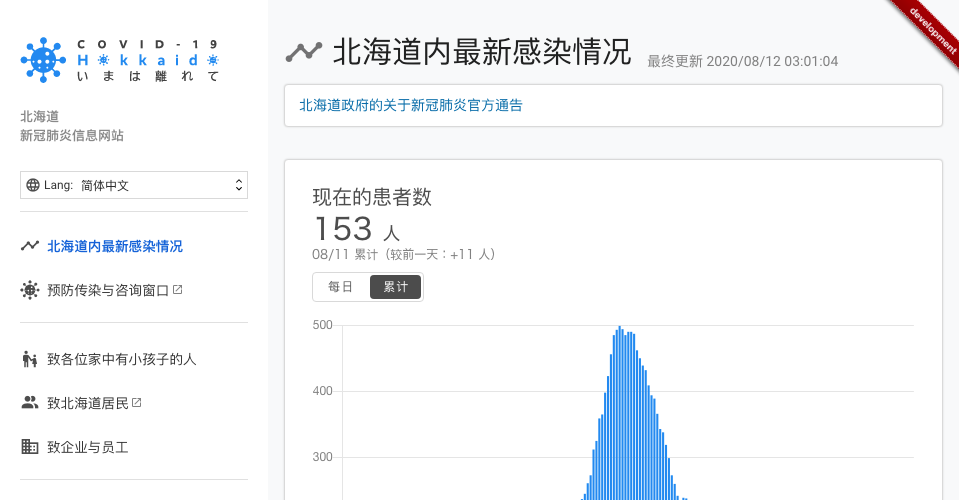 COVID-19
Hokkaido
いまは離れて
北海道
新冠肺炎信息网站
Lang: 简体中文
北海道内最新感染情况
预防传染与咨询窗口
致各位家中有小孩子的人
致北海道居民
致企业与员工
development
北海道内最新感染情况
最终更新 2020/08/12 03:01:04
北海道政府的关于新冠肺炎官方通告
现在的患者数
153 人
08/11 累计（较前一天：+11 人）
每日 累计
500
400
300